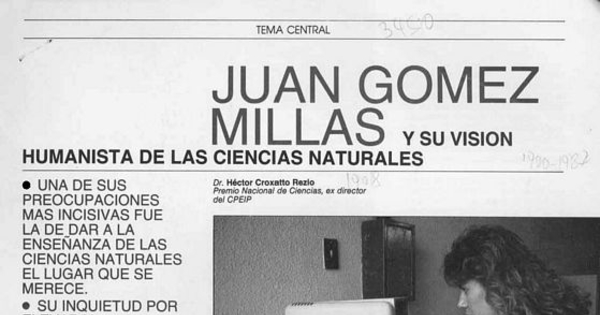 TEMA CENTRAL
3450
JUAN GOMEZ
MILLAS Y SU VISION
HUMANISTA DE LAS CIENCIAS NATURALES
1990-1982
● UNA DE SUS
PREOCUPACIONES
MAS INCISIVAS FUE
LA DE DAR A LA
ENSEÑANZA DE LAS
CIENCIAS NATURALES
EL LUGAR QUE SE
MERECE.
● SU INQUIETUD POR
Dr. Héctor Croxatto Rezio 1908
Premio Nacional de Ciencias, ex director
del CPEIP